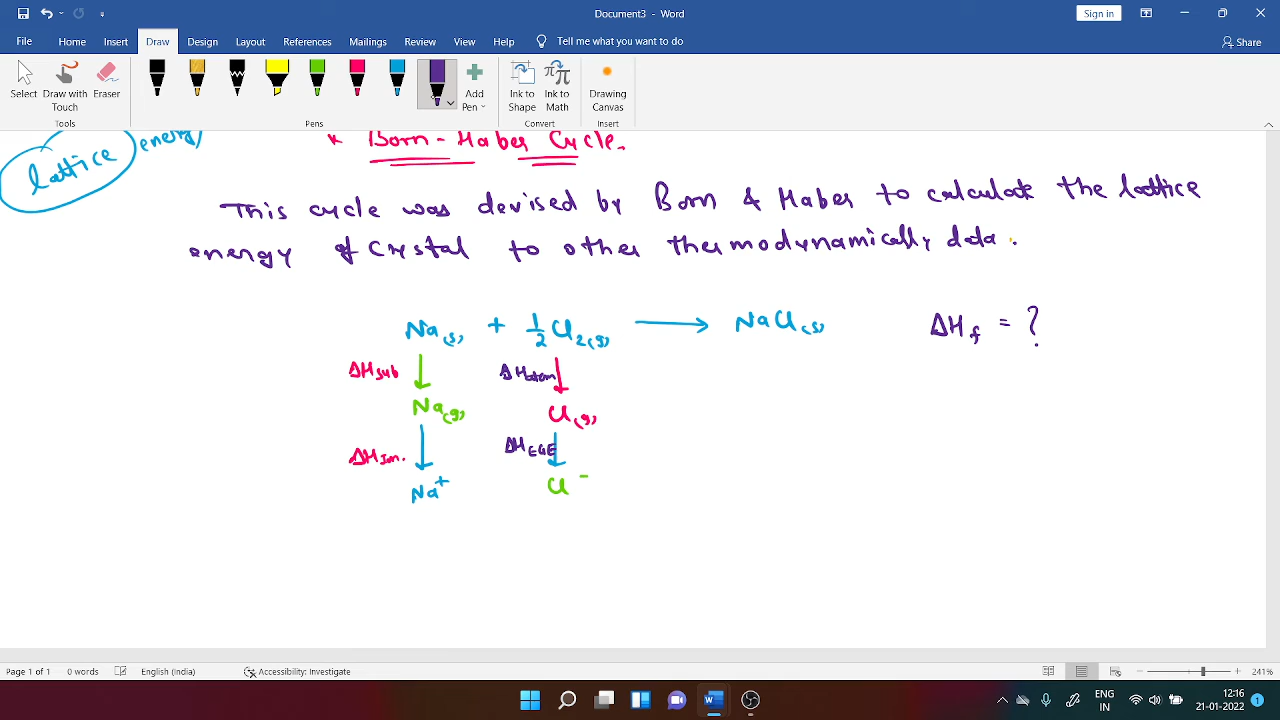 Document3 - Word
Sign in
File Home Insert Draw Design Layout References Mailings Review View Help Tell me what you want to do Share
Select Draw with Touch Eraser Add Pen Ink to Shape Ink to Math Drawing Canvas
Tools Pens Convert Insert
lattice energy
* Born-Haber Cycle.
This cycle was devised by Born & Haber to calculate the lattice
energy of Crystal to other thermodynamically data.
Na(s) + 1/2 Cl2(g) → NaCl(s) ΔHf = ?
ΔHsub ΔHatom
Na(g) Cl(g)
ΔHIon. ΔHEGE
Na+ Cl-
Page 1 of 1 0 words English (India) Accessibility: Investigate 241%
ENG 12:16
IN 21-01-2022 1